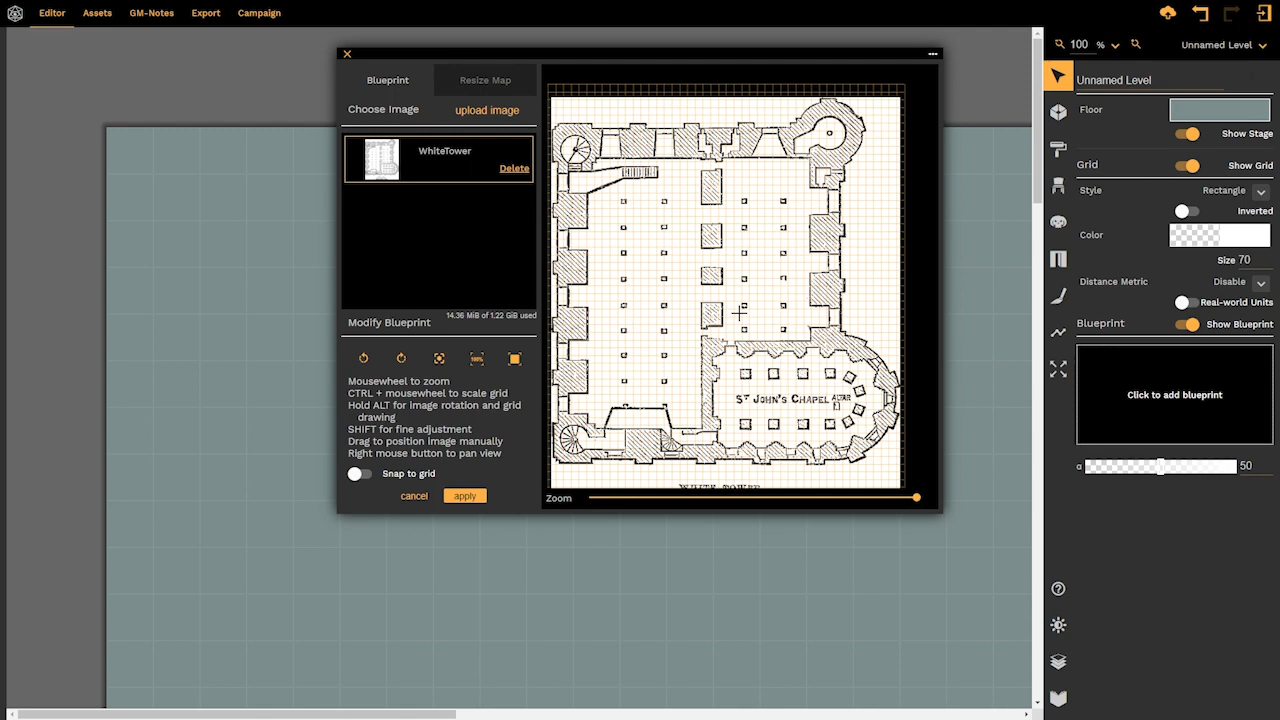 Editor Assets GM-Notes Export Campaign
100 % Unnamed Level
Blueprint Resize Map
Choose Image upload image
WhiteTower
Delete
14.36 MiB of 1.22 GiB used
Modify Blueprint
100%
Mousewheel to zoom
CTRL + mousewheel to scale grid
Hold ALT for image rotation and grid
drawing
SHIFT for fine adjustment
Drag to position image manually
Right mouse button to pan view
Snap to grid
cancel apply
ST JOHN'S CHAPEL ALTAR
WHITE TOWER
Zoom
Unnamed Level
Floor
Show Stage
Grid Show Grid
Style Rectangle
Inverted
Color
Size 70
Distance Metric Disable
Real-world Units
Blueprint Show Blueprint
Click to add blueprint
α 50